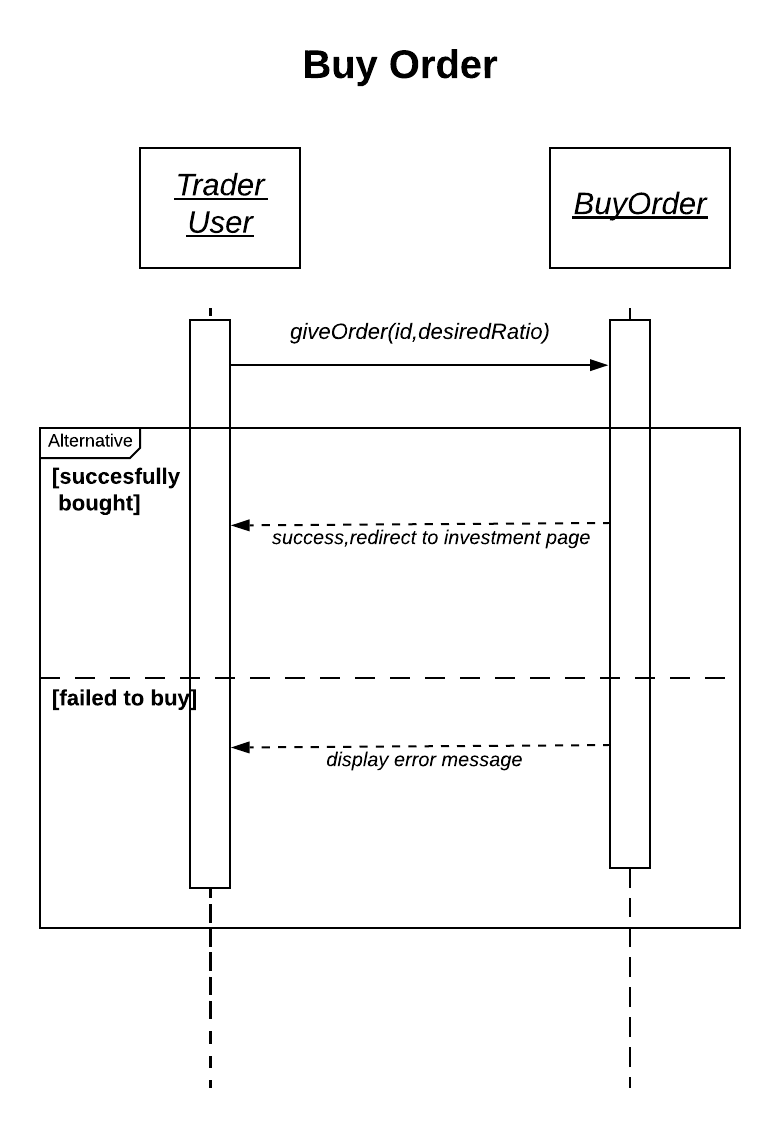 Buy Order
Trader
User
BuyOrder
giveOrder(id,desiredRatio)
Alternative
[succesfully
bought]
success,redirect to investment page
[failed to buy]
display error message